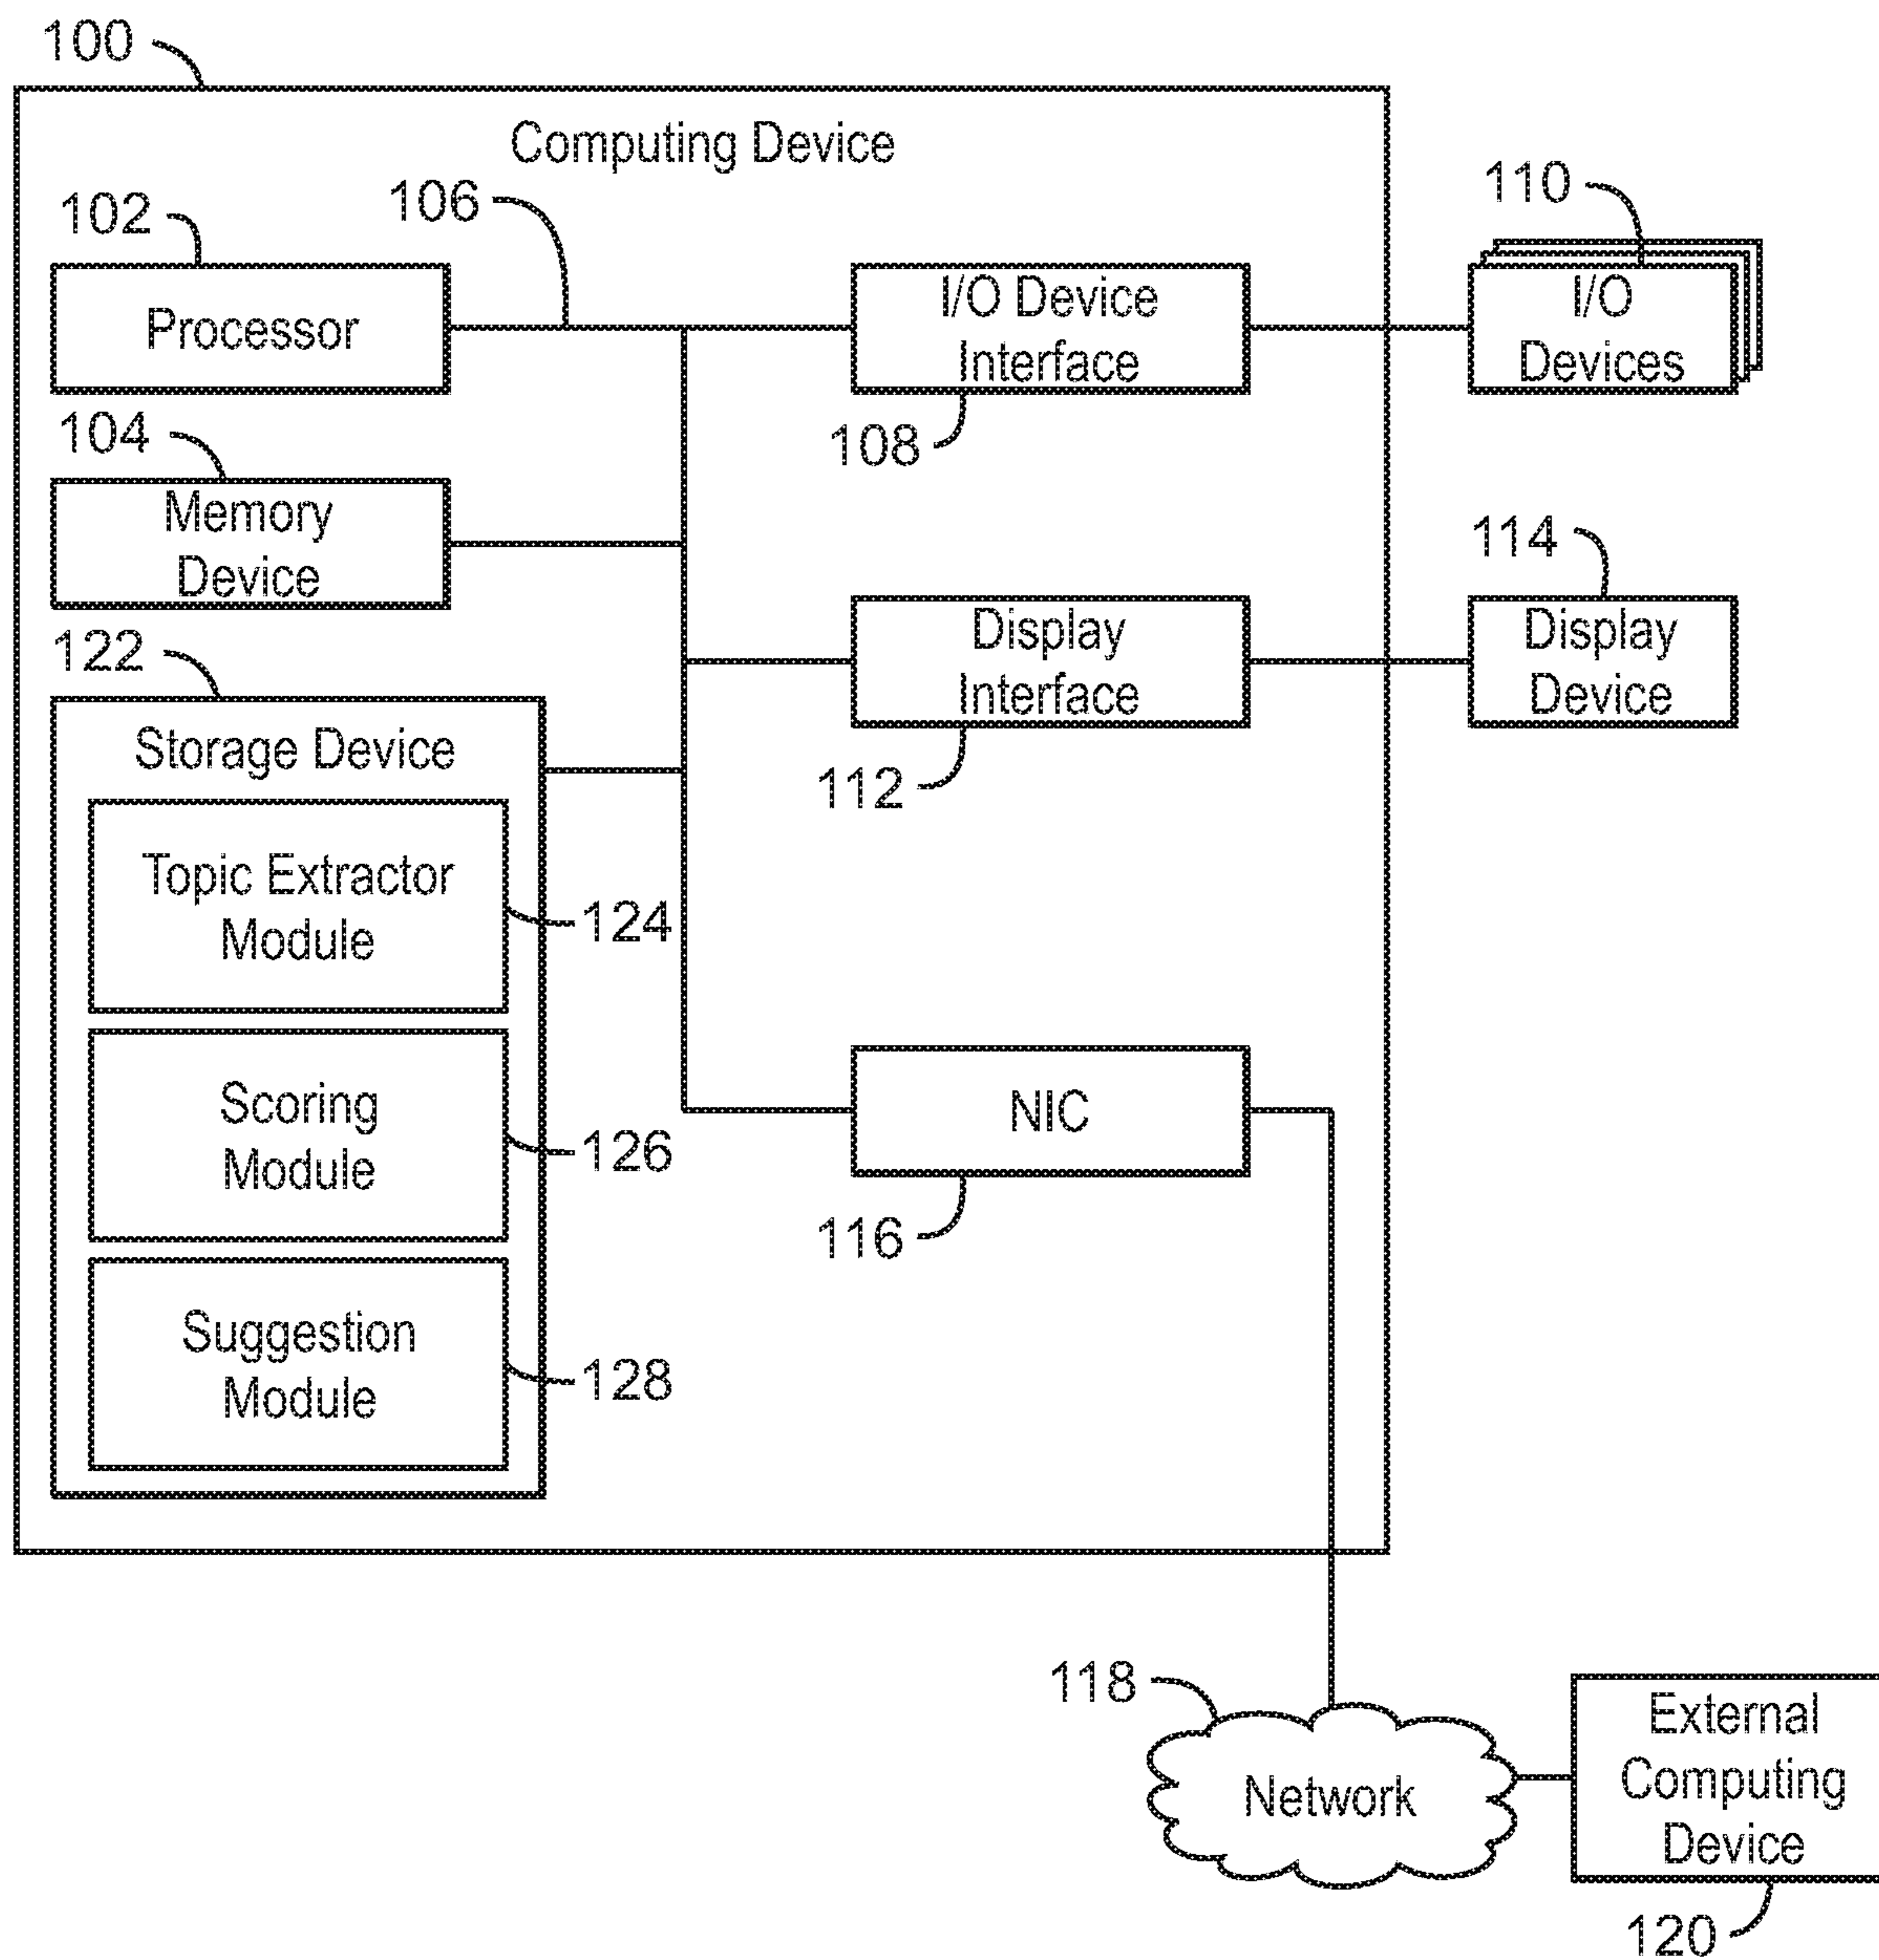 100
Computing Device
102
106
110
Processor
I/O Device
Interface
I/O
Devices
104
108
Memory
Device
114
122
Display
Interface
Display
Device
Storage Device
112
Topic Extractor
Module
124
Scoring
Module
126
NIC
116
Suggestion
Module
128
118
Network
External
Computing
Device
120